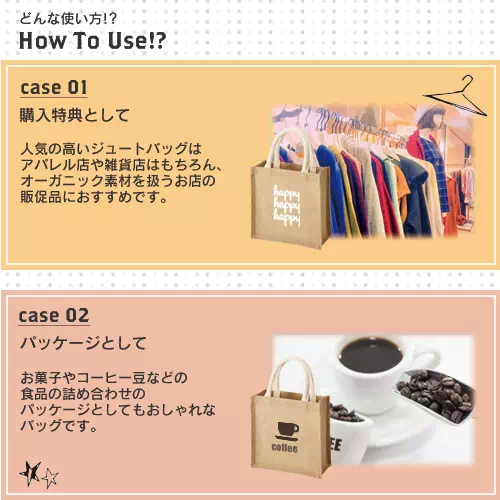 どんな使い方!?
How To Use!?
case 01
購入特典として
人気の高いジュートバッグは
アパレル店や雑貨店はもちろん、
オーガニック素材を扱うお店の
販促品におすすめです。
happy
happy
happy
case 02
パッケージとして
お菓子やコーヒー豆などの
食品の詰め合わせの
パッケージとしてもおしゃれな
バッグです。
coffee